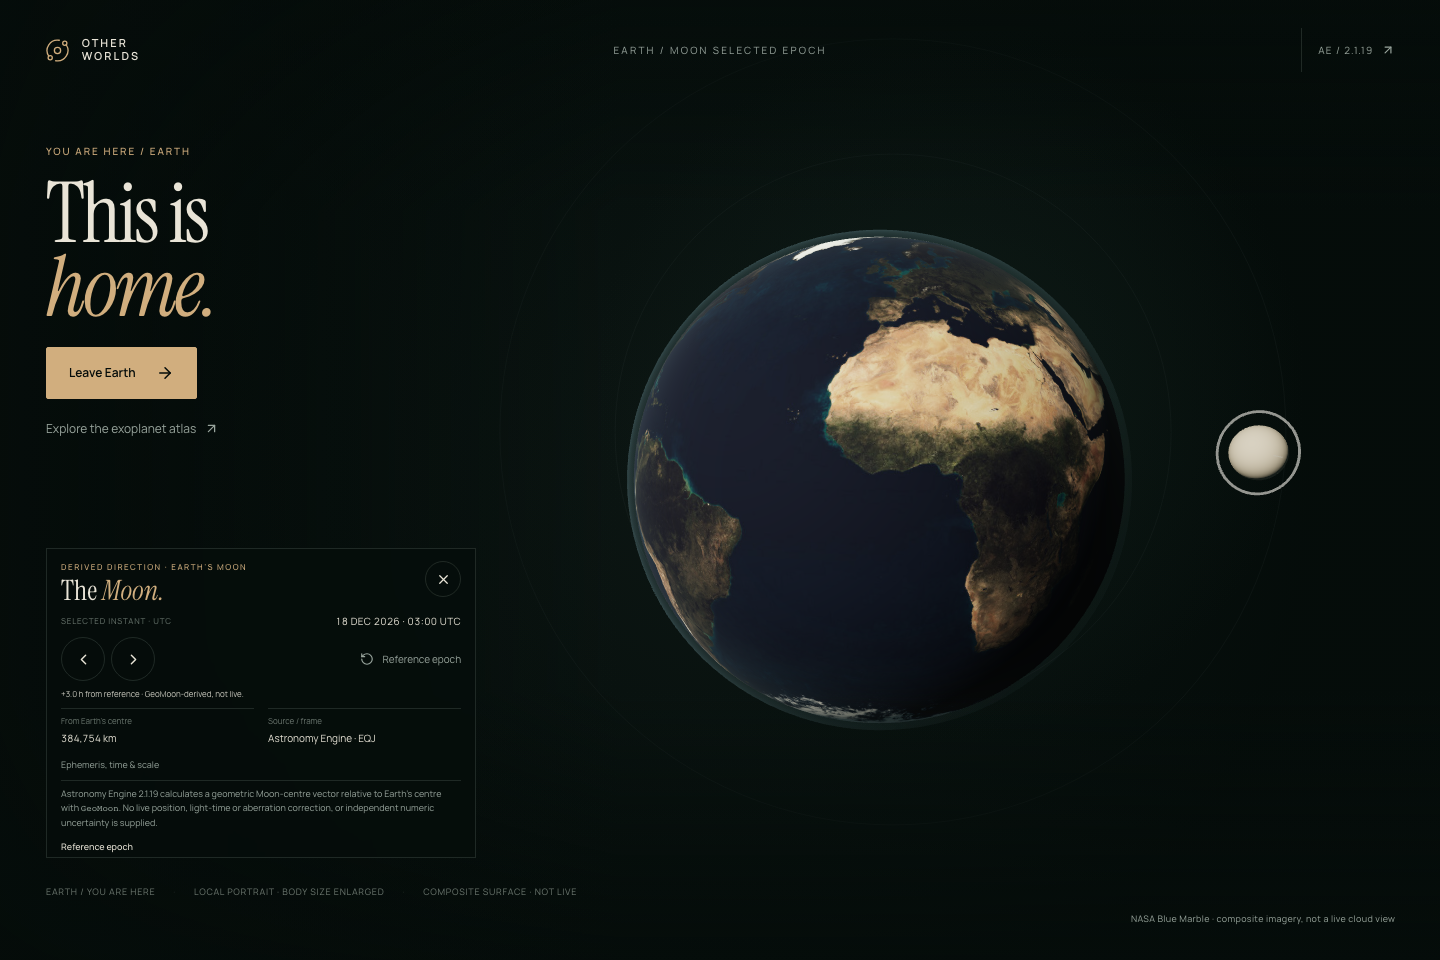 OTHER
WORLDS
EARTH / MOON SELECTED EPOCH
AE / 2.1.19
YOU ARE HERE / EARTH
This is
home.
Leave Earth
Explore the exoplanet atlas
DERIVED DIRECTION · EARTH'S MOON
The Moon.
SELECTED INSTANT · UTC
18 DEC 2026 · 03:00 UTC
Reference epoch
+3.0 h from reference · GeoMoon-derived, not live.
From Earth's centre
Source / frame
384,754 km
Astronomy Engine · EQJ
Ephemeris, time & scale
Astronomy Engine 2.1.19 calculates a geometric Moon-centre vector relative to Earth's centre
with GeoMoon. No live position, light-time or aberration correction, or independent numeric
uncertainty is supplied.
Reference epoch
EARTH / YOU ARE HERE
LOCAL PORTRAIT · BODY SIZE ENLARGED
COMPOSITE SURFACE · NOT LIVE
NASA Blue Marble · composite imagery, not a live cloud view